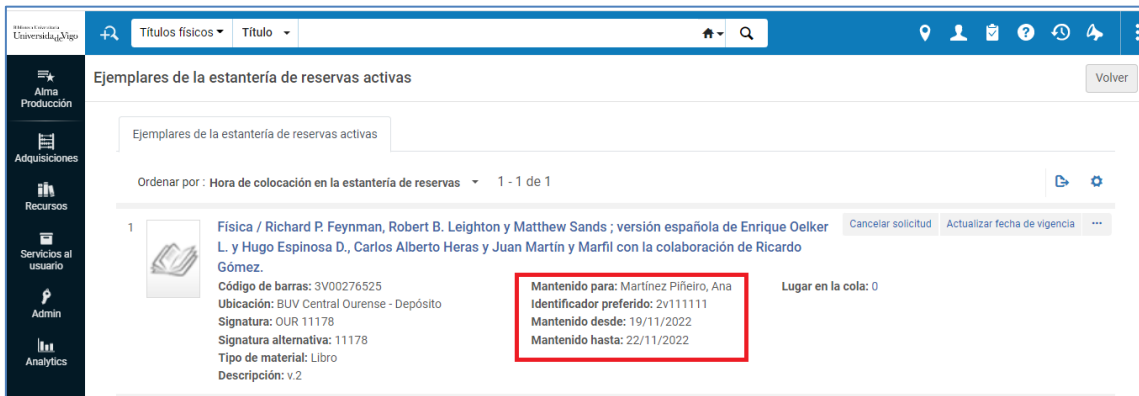 Biblioteca Universitaria
Universida de Vigo
Títulos físicos
Título
Alma
Producción
Adquisiciones
Recursos
Servicios al
usuario
Admin
Analytics
Ejemplares de la estantería de reservas activas
Volver
Ejemplares de la estantería de reservas activas
Ordenar por : Hora de colocación en la estantería de reservas 1 - 1 de 1
1
Física / Richard P. Feynman, Robert B. Leighton y Matthew Sands ; versión española de Enrique Oelker
L. y Hugo Espinosa D., Carlos Alberto Heras y Juan Martín y Marfil con la colaboración de Ricardo
Gómez.
Cancelar solicitud Actualizar fecha de vigencia ...
Código de barras: 3V00276525
Ubicación: BUV Central Ourense - Depósito
Signatura: OUR 11178
Signatura alternativa: 11178
Tipo de material: Libro
Descripción: v.2
Mantenido para: Martínez Piñeiro, Ana
Identificador preferido: 2v111111
Mantenido desde: 19/11/2022
Mantenido hasta: 22/11/2022
Lugar en la cola: 0